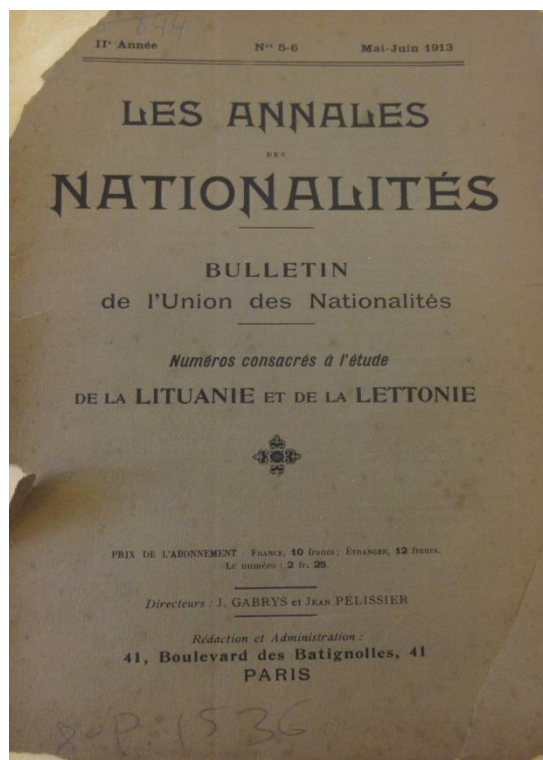 IIᵉ Année Nᵒˢ 5-6 Mai-Juin 1913
LES ANNALES
DES
NATIONALITÉS
BULLETIN
de l'Union des Nationalités
Numéros consacrés à l'étude
DE LA LITUANIE ET DE LA LETTONIE
PRIX DE L'ABONNEMENT : FRANCE, 10 francs; ÉTRANGER, 12 francs.
Le numéro : 2 fr. 25.
Directeurs : J. GABRYS et JEAN PÉLISSIER
Rédaction et Administration :
41, Boulevard des Batignolles, 41
PARIS
8º P 1536